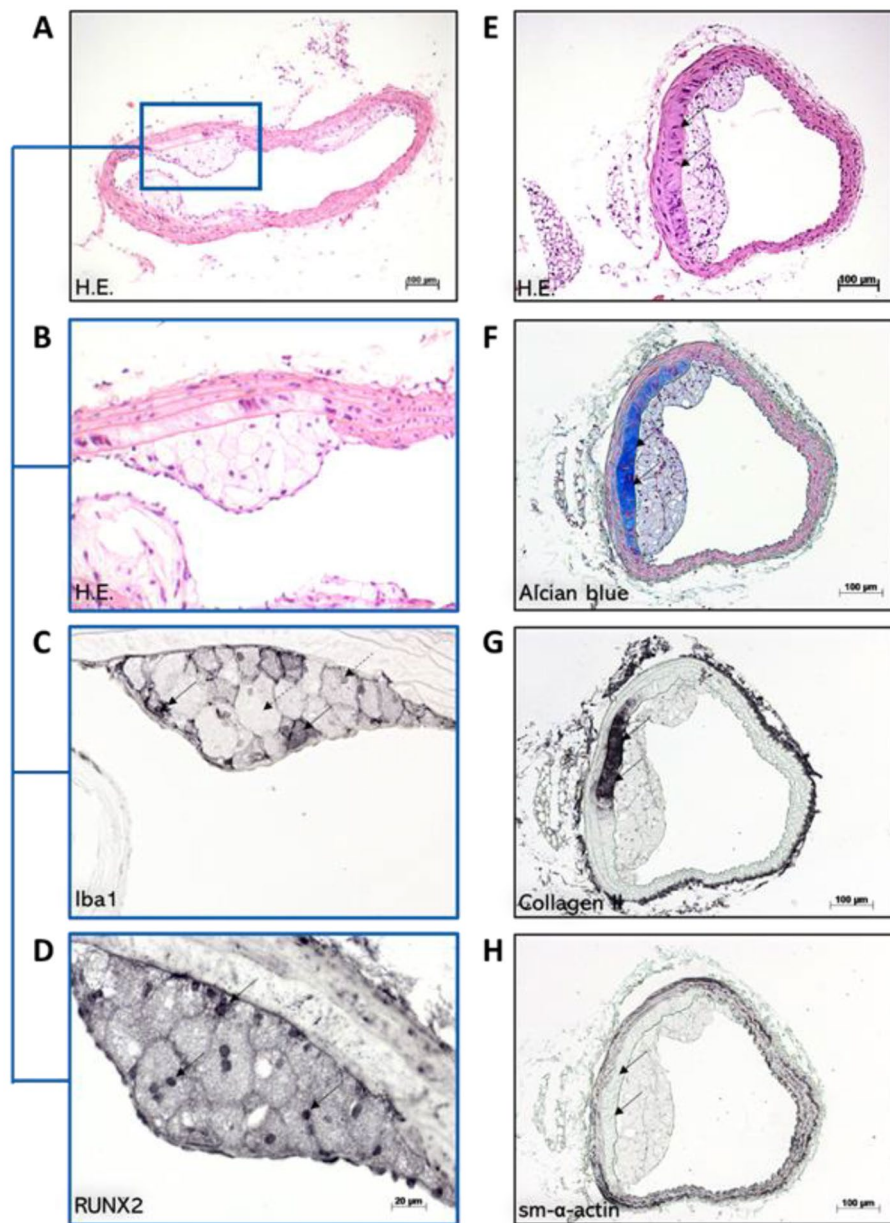 A
100 µm
H.E.
B
H.E.
C
Iba1
D
RUNX2
20 µm
E
100 µm
H.E.
F
Alcian blue
100 µm
G
Collagen II
100 µm
H
sm-α-actin
100 µm